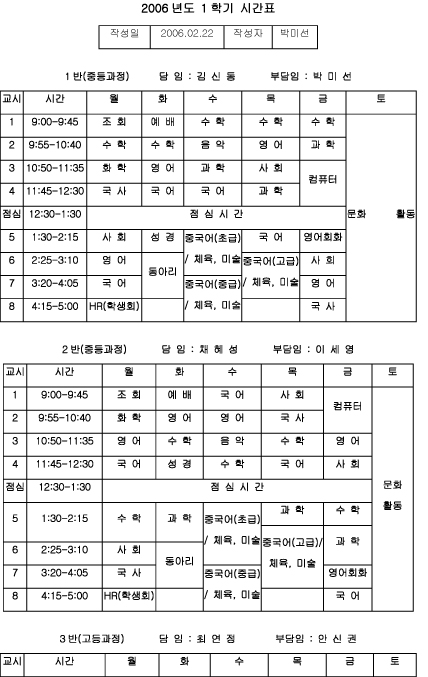 2006 년도 1 학기 시간표
작성일 2006.02.22 작성자 박미선
1 반(중등과정) 담 임 : 김 신 동 부담임 : 박 미 선
교시 시간 월 화 수 목 금 토
1 9:00-9:45 조 회 예 배 수 학 수 학 수 학
2 9:55-10:40 수 학 수 학 음 악 영 어 과 학
3 10:50-11:35 화 학 영 어 과 학 사 회 컴퓨터
4 11:45-12:30 국 사 국 어 국 어 과 학
점심 12:30-1:30 점 심 시 간 문화 활동
5 1:30-2:15 사 회 성 경 중국어(초급) 국 어 영어회화
6 2:25-3:10 영 어 동아리 / 체육, 미술 중국어(고급) 사 회
7 3:20-4:05 국 어 중국어(중급) / 체육, 미술 영 어
8 4:15-5:00 HR(학생회) / 체육, 미술 국 사
2 반(중등과정) 담 임 : 채 혜 성 부담임 : 이 세 영
교시 시간 월 화 수 목 금 토
1 9:00-9:45 조 회 예 배 국 어 사 회 컴퓨터
2 9:55-10:40 화 학 영 어 영 어 국 사
3 10:50-11:35 영 어 수 학 음 악 수 학 영 어
4 11:45-12:30 국 어 성 경 수 학 국 어 사 회
점심 12:30-1:30 점 심 시 간 문화
활동
5 1:30-2:15 수 학 과 학 중국어(초급) 과 학 수 학
6 2:25-3:10 사 회 동아리 / 체육, 미술 중국어(고급)/ 과 학
7 3:20-4:05 국 사 중국어(중급) 체육, 미술 영어회화
8 4:15-5:00 HR(학생회) / 체육, 미술 국 어
3 반(고등과정) 담 임 : 최 연 정 부담임 : 안 신 권
교시 시간 월 화 수 목 금 토